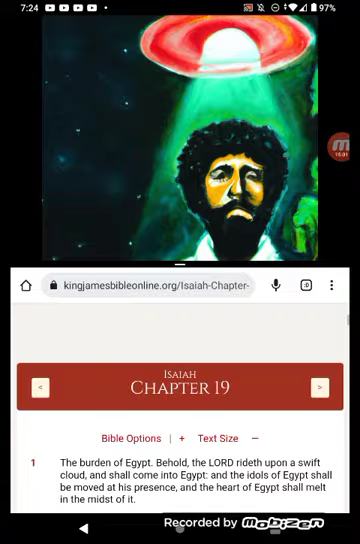 7:24
97%
m
15:01
kingjamesbibleonline.org/Isaiah-Chapter-
:0
ISAIAH
CHAPTER 19
<
>
Bible Options | + Text Size −
1 The burden of Egypt. Behold, the LORD rideth upon a swift
cloud, and shall come into Egypt: and the idols of Egypt shall
be moved at his presence, and the heart of Egypt shall melt
in the midst of it.
Recorded by mobizen